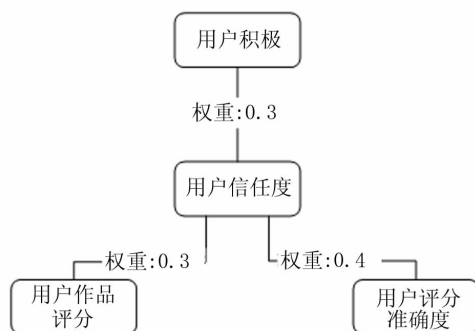 用户积极
权重:0.3
用户信任度
权重:0.3
权重:0.4
用户作品
评分
用户评分
准确度